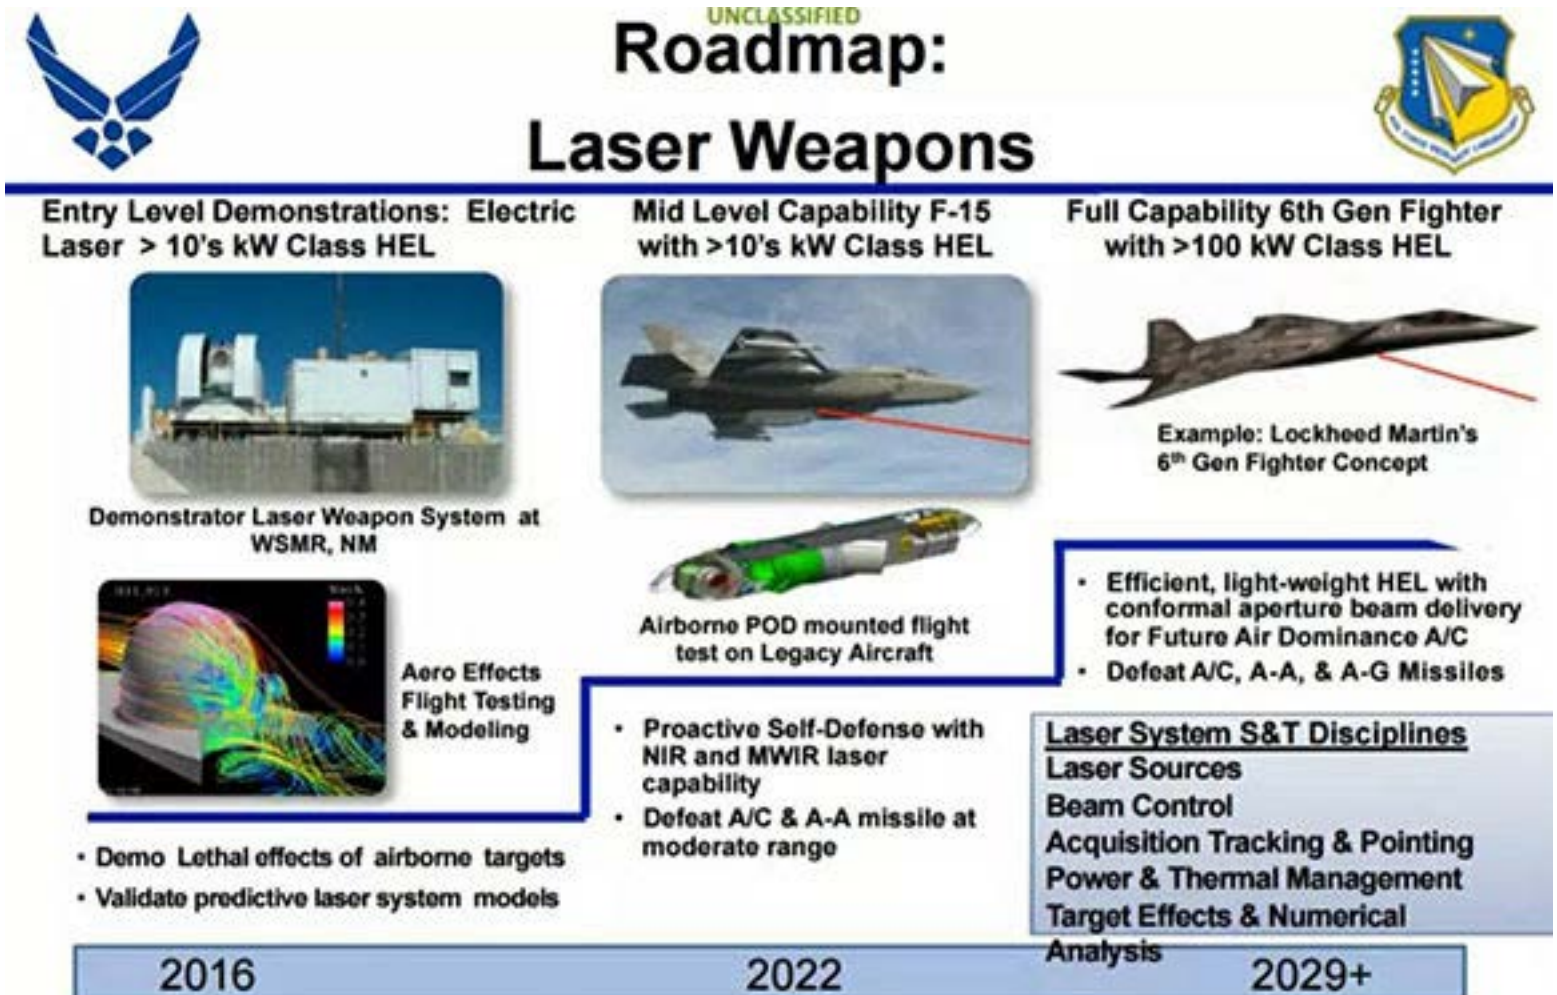 UNCLASSIFIED
Roadmap:
Laser Weapons
Entry Level Demonstrations: Electric
Laser > 10's kW Class HEL
Demonstrator Laser Weapon System at
WSMR, NM
Aero Effects
Flight Testing
& Modeling
· Demo Lethal effects of airborne targets
· Validate predictive laser system models
Mid Level Capability F-15
with >10's kW Class HEL
Airborne POD mounted flight
test on Legacy Aircraft
• Proactive Self-Defense with
NIR and MWIR laser
capability
• Defeat A/C & A-A missile at
moderate range
Full Capability 6th Gen Fighter
with >100 kW Class HEL
Example: Lockheed Martin's
6th Gen Fighter Concept
• Efficient, light-weight HEL with
conformal aperture beam delivery
for Future Air Dominance A/C
• Defeat A/C, A-A, & A-G Missiles
Laser System S&T Disciplines
Laser Sources
Beam Control
Acquisition Tracking & Pointing
Power & Thermal Management
Target Effects & Numerical
Analysis
2016
2022
2029+